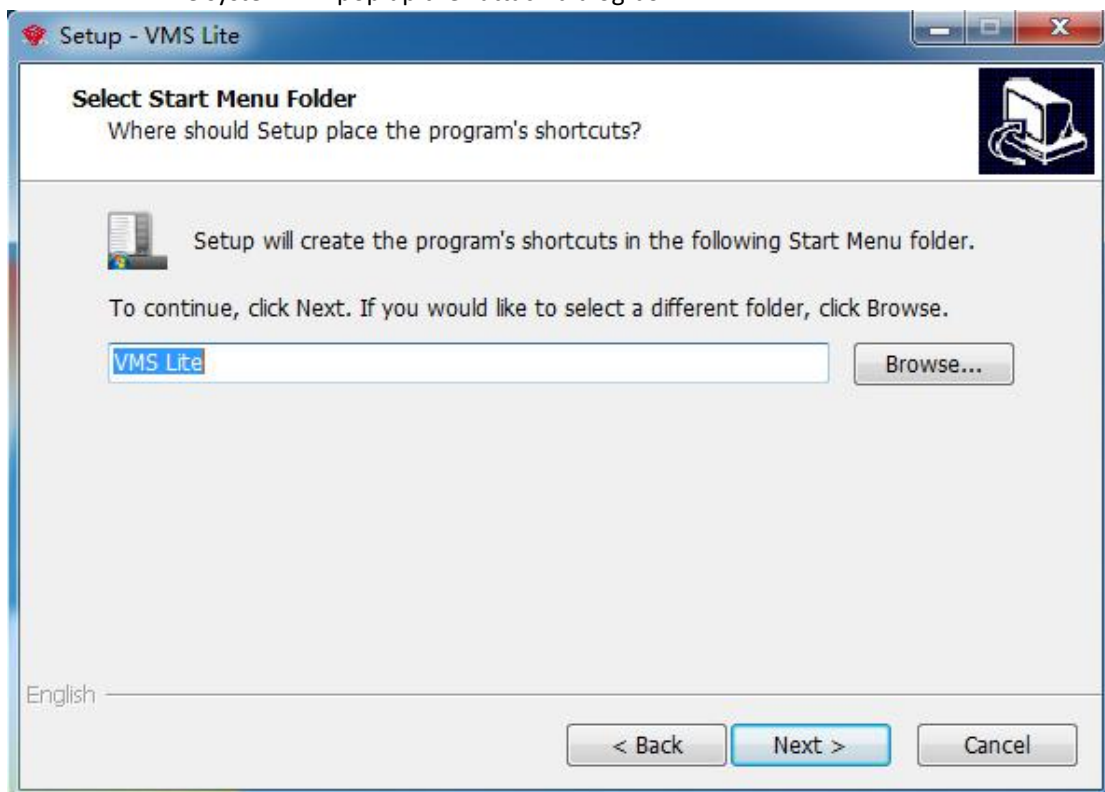 Setup - VMS Lite
Select Start Menu Folder
Where should Setup place the program's shortcuts?
Setup will create the program's shortcuts in the following Start Menu folder.
To continue, click Next. If you would like to select a different folder, click Browse.
VMS Lite
Browse...
English
< Back
Next >
Cancel